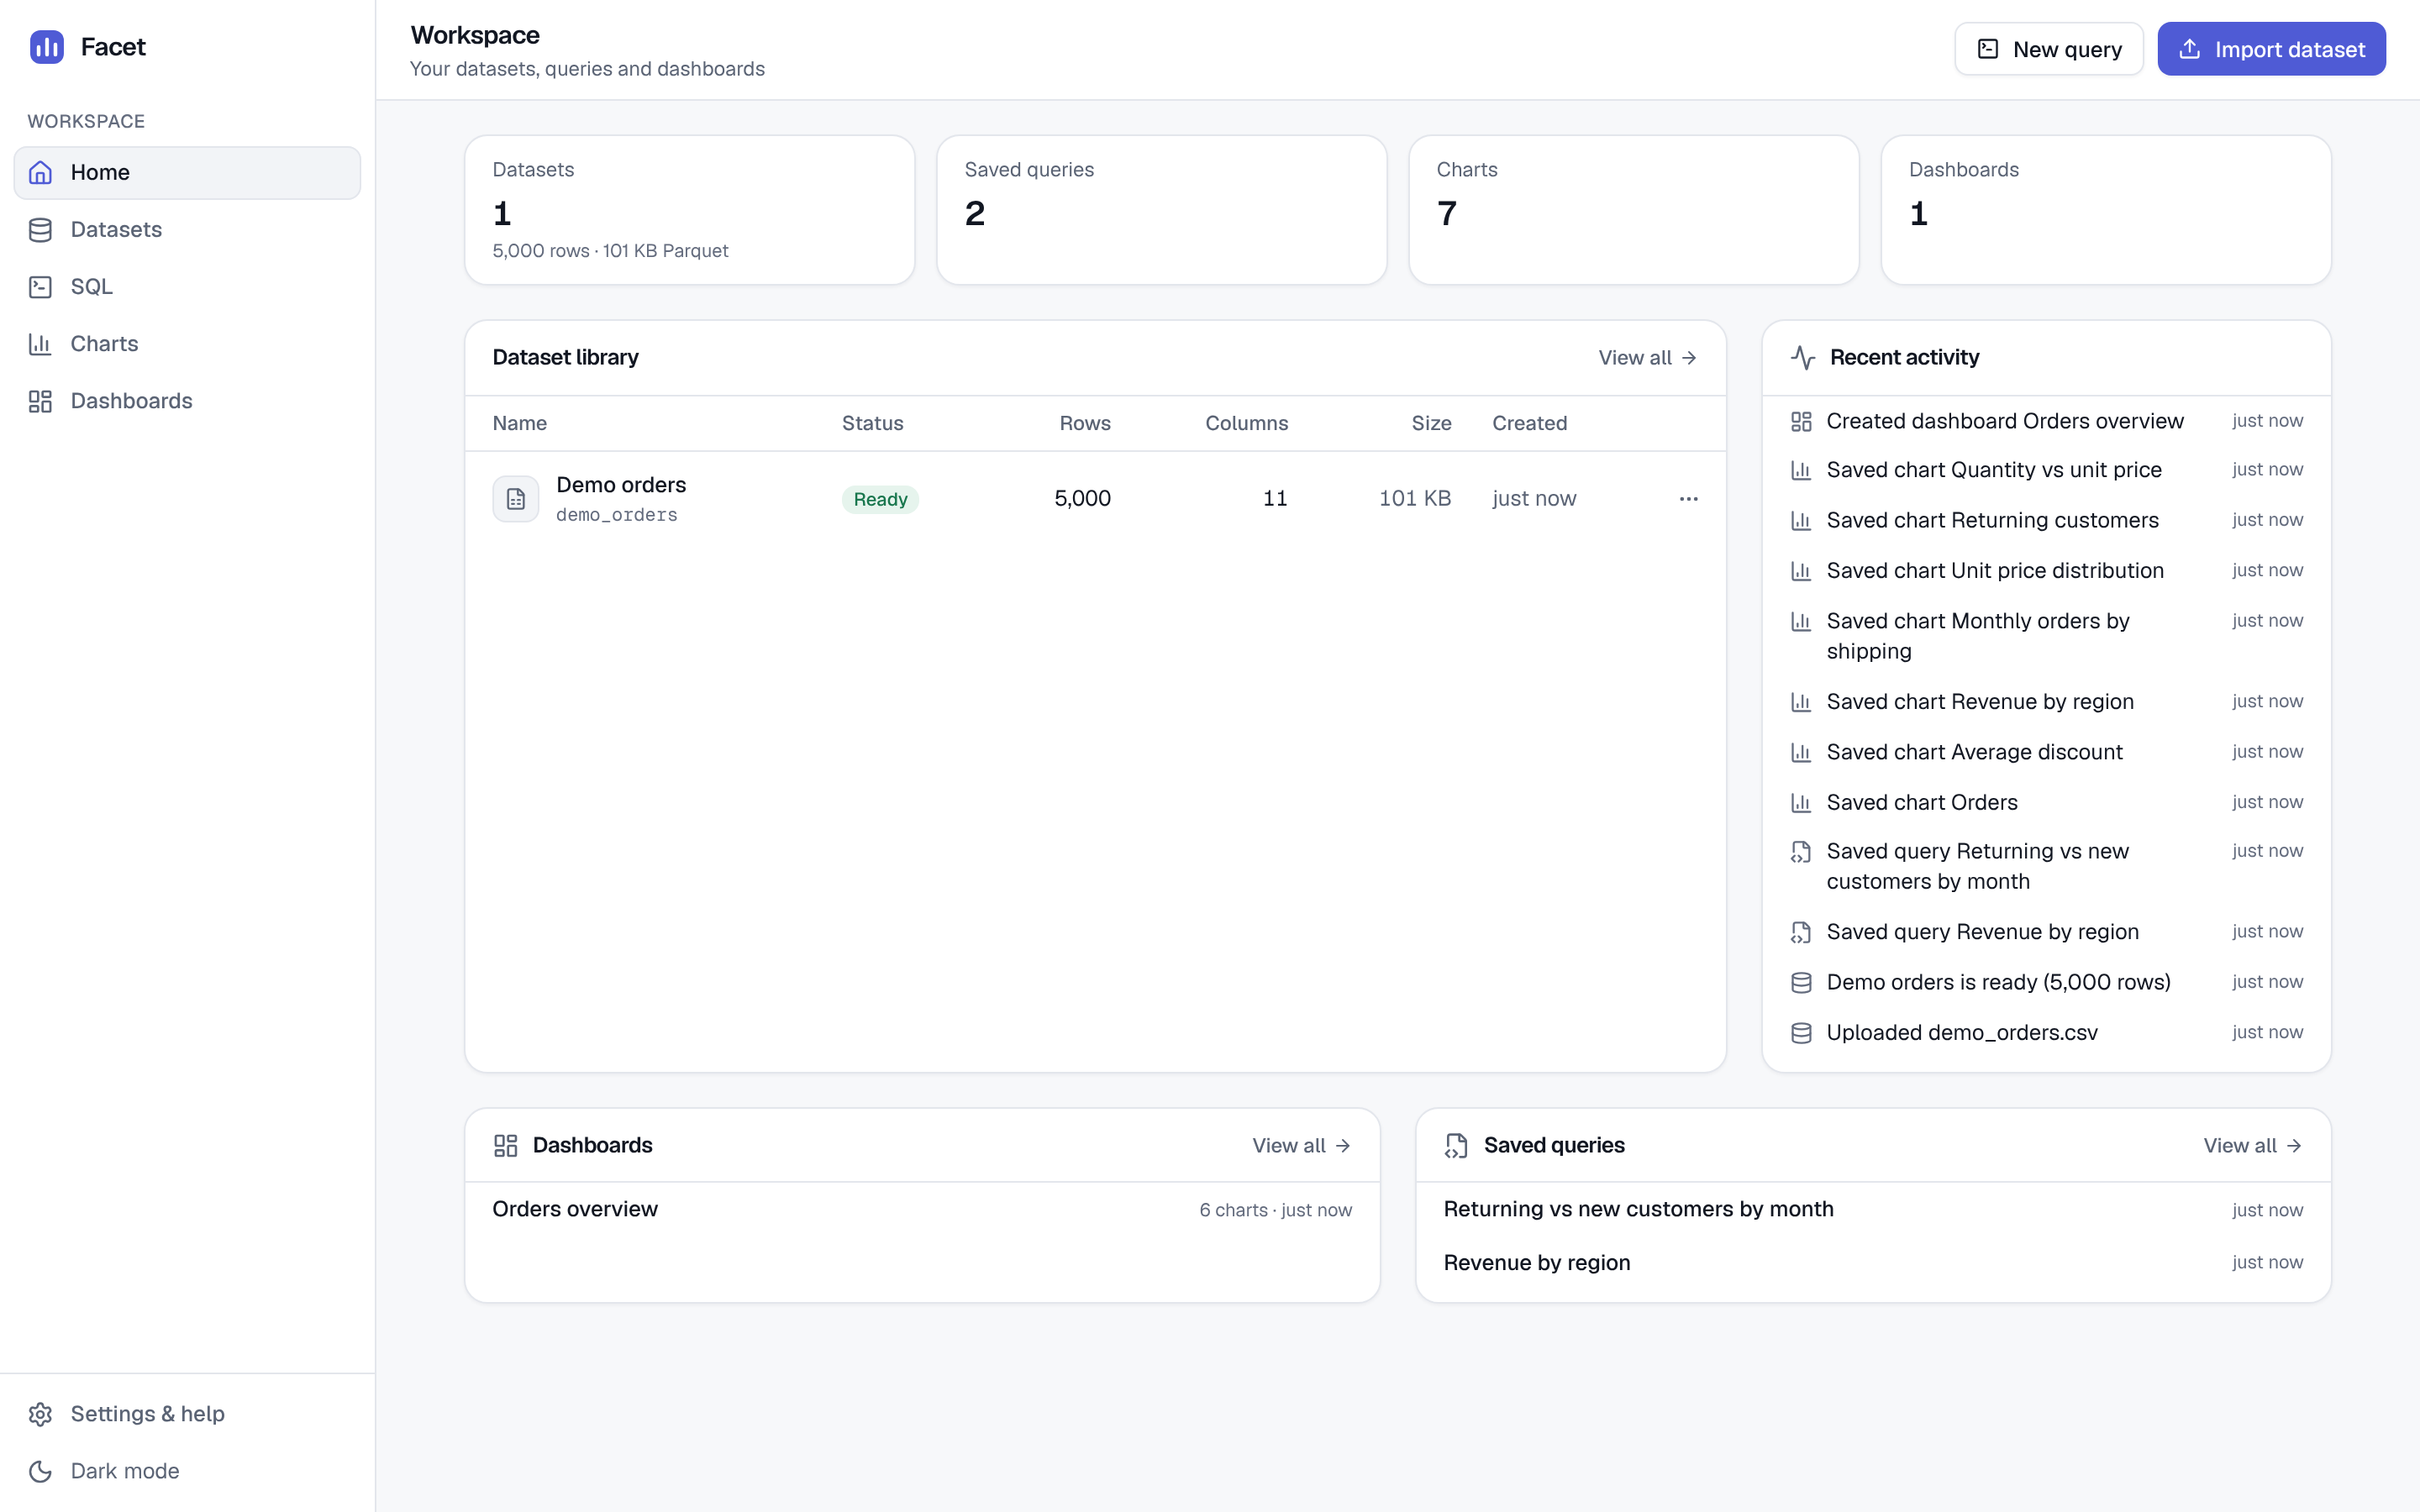 Facet
WORKSPACE
Home
Datasets
SQL
Charts
Dashboards
Settings & help
Dark mode
Workspace
Your datasets, queries and dashboards
New query
Import dataset
Datasets
1
5,000 rows · 101 KB Parquet
Saved queries
2
Charts
7
Dashboards
1
Dataset library
View all
Name Status Rows Columns Size Created
Demo orders
demo_orders
Ready 5,000 11 101 KB just now
Recent activity
Created dashboard Orders overview just now
Saved chart Quantity vs unit price just now
Saved chart Returning customers just now
Saved chart Unit price distribution just now
Saved chart Monthly orders by just now
shipping
Saved chart Revenue by region just now
Saved chart Average discount just now
Saved chart Orders just now
Saved query Returning vs new just now
customers by month
Saved query Revenue by region just now
Demo orders is ready (5,000 rows) just now
Uploaded demo_orders.csv just now
Dashboards
View all
Orders overview 6 charts · just now
Saved queries
View all
Returning vs new customers by month just now
Revenue by region just now